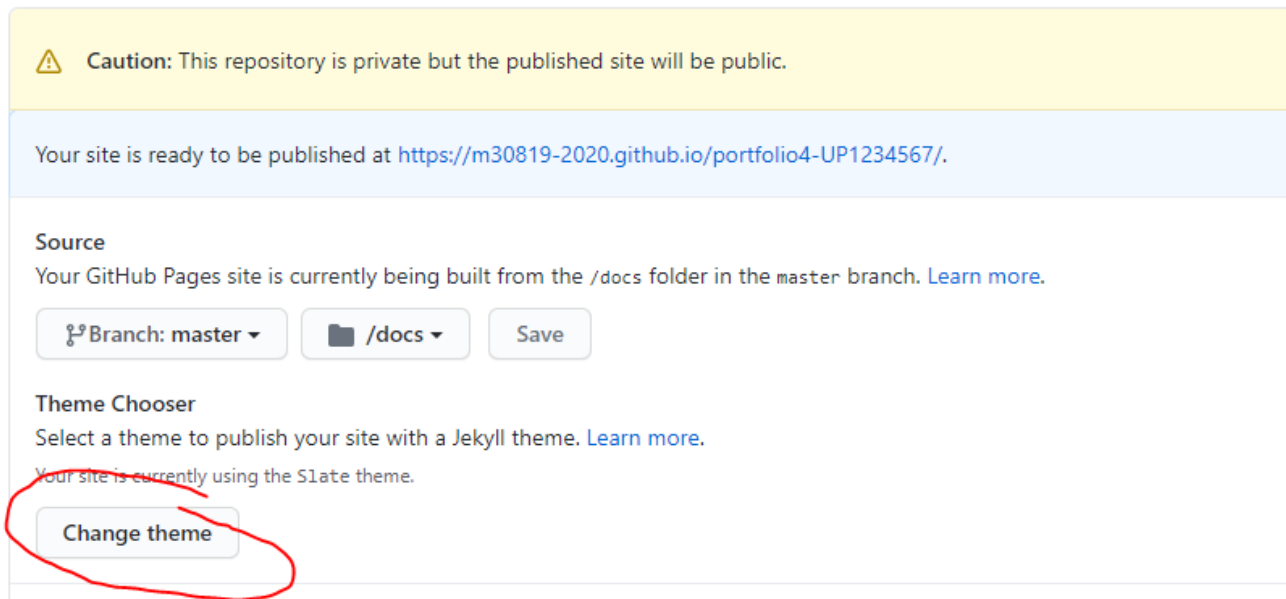 Caution: This repository is private but the published site will be public.
Your site is ready to be published at https://m30819-2020.github.io/portfolio4-UP1234567/.
Source
Your GitHub Pages site is currently being built from the /docs folder in the master branch. Learn more.
Branch: master /docs Save
Theme Chooser
Select a theme to publish your site with a Jekyll theme. Learn more.
Your site is currently using the Slate theme.
Change theme